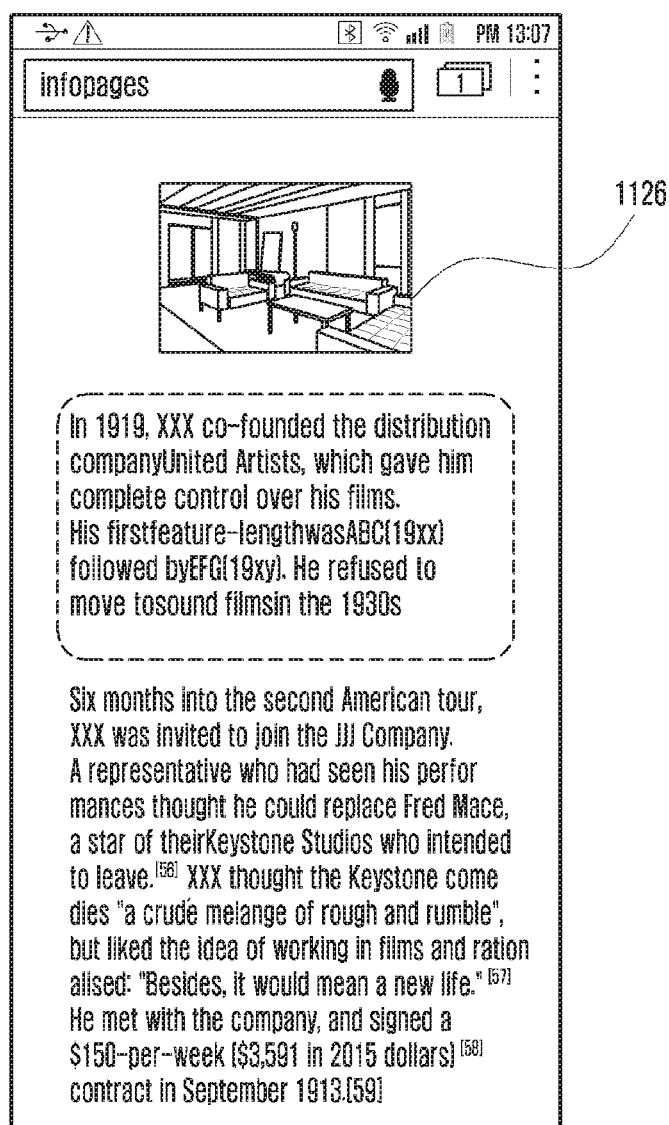 PM 13:07
infopages
1
1126
In 1919, XXX co-founded the distribution
companyUnited Artists, which gave him
complete control over his films.
His firstfeature-lengthwasABC(19xx)
followed byEFG(19xy). He refused to
move tosound filmsin the 1930s
Six months into the second American tour,
XXX was invited to join the JJJ Company.
A representative who had seen his perfor
mances thought he could replace Fred Mace,
a star of theirKeystone Studios who intended
to leave.[56] XXX thought the Keystone come
dies "a crude melange of rough and rumble",
but liked the idea of working in films and ration
alised: "Besides, it would mean a new life." [57]
He met with the company, and signed a
$150-per-week ($3,591 in 2015 dollars) [58]
contract in September 1913.[59]